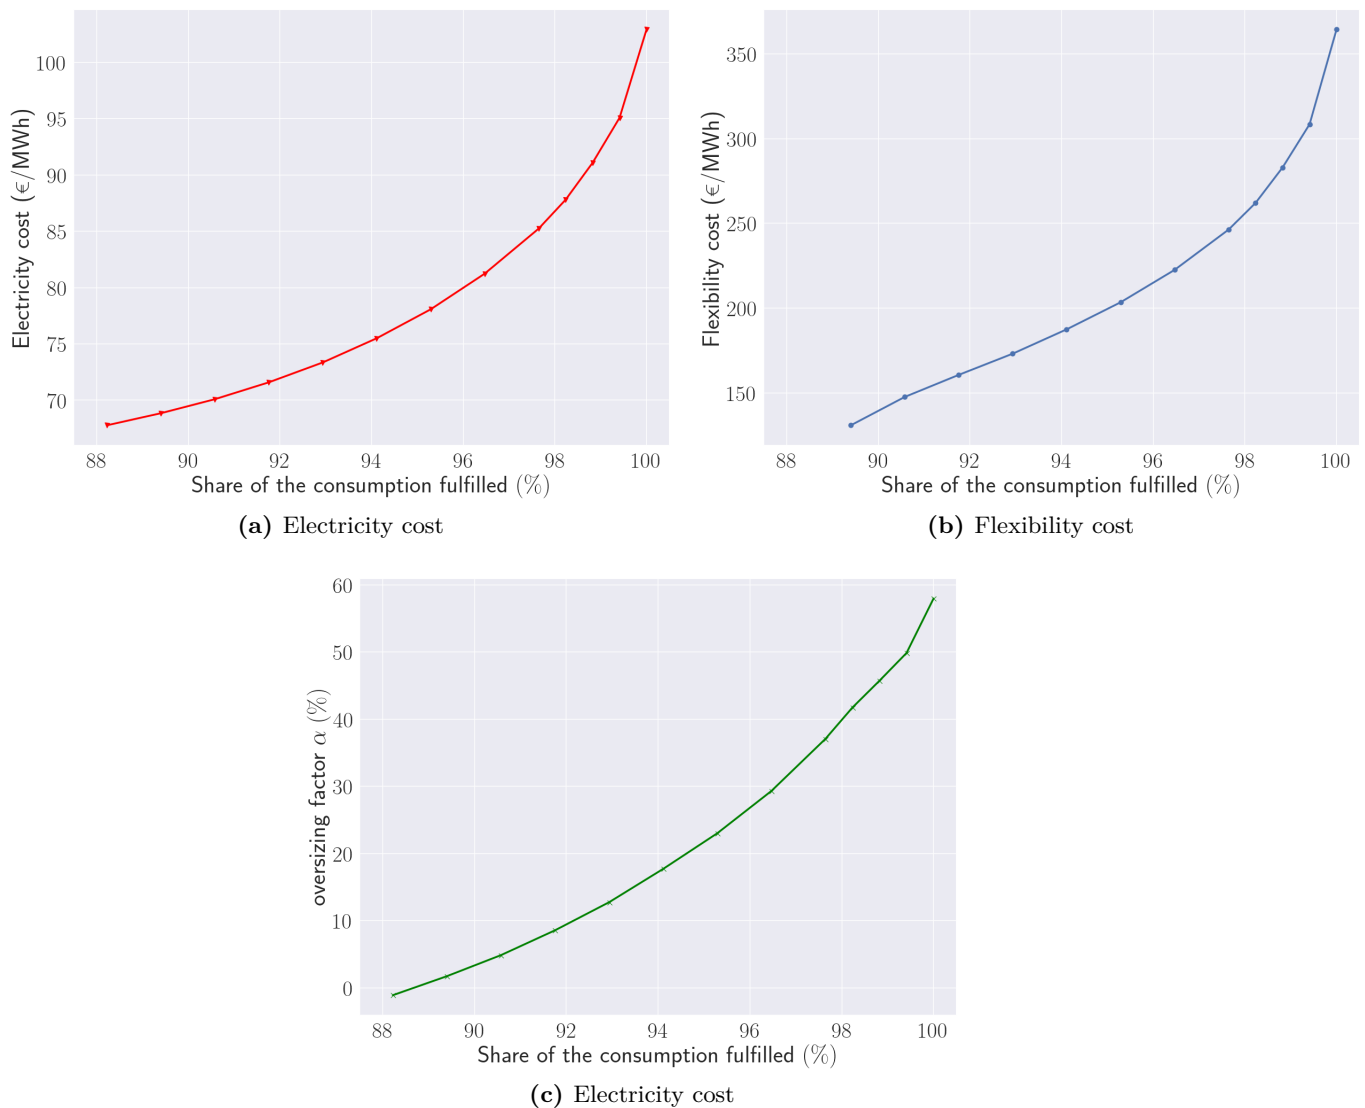 Electricity cost (€/MWh)
100
95
90
85
80
75
70
88 90 92 94 96 98 100
Share of the consumption fulfilled (%)
(a) Electricity cost
Flexibility cost (€/MWh)
350
300
250
200
150
88 90 92 94 96 98 100
Share of the consumption fulfilled (%)
(b) Flexibility cost
oversizing factor α (%)
60
50
40
30
20
10
0
88 90 92 94 96 98 100
Share of the consumption fulfilled (%)
(c) Electricity cost